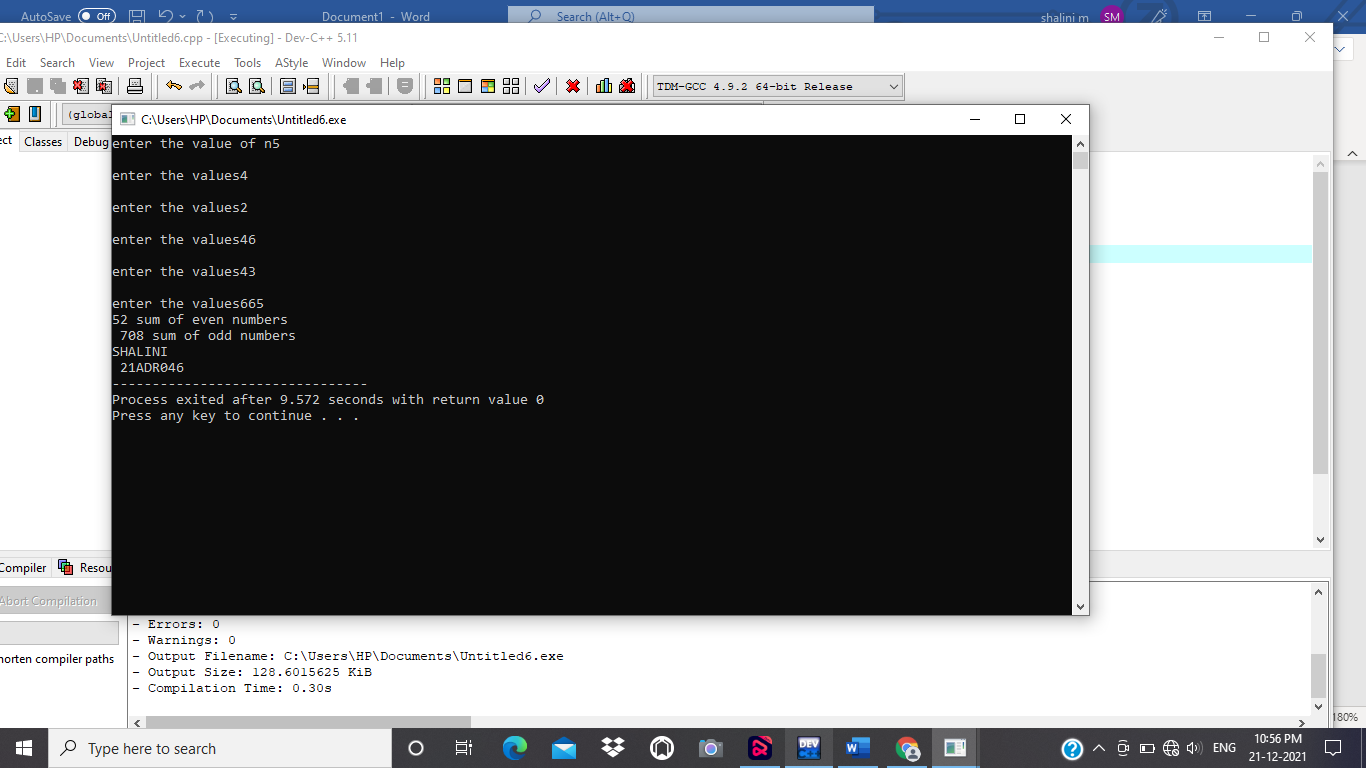 AutoSave Off Document1 - Word Search (Alt+Q) shalini m SM
C:\Users\HP\Documents\Untitled6.cpp - [Executing] - Dev-C++ 5.11
Edit Search View Project Execute Tools AStyle Window Help
TDM-GCC 4.9.2 64-bit Release
(global
ect Classes Debug
C:\Users\HP\Documents\Untitled6.exe
enter the value of n5
enter the values4
enter the values2
enter the values46
enter the values43
enter the values665
52 sum of even numbers
708 sum of odd numbers
SHALINI
21ADR046
--------------------------------
Process exited after 9.572 seconds with return value 0
Press any key to continue . . .
Compiler Resou
Abort Compilation
- Errors: 0
- Warnings: 0
- Output Filename: C:\Users\HP\Documents\Untitled6.exe
- Output Size: 128.6015625 KiB
- Compilation Time: 0.30s
horten compiler paths
180%
Type here to search DEV ENG 10:56 PM
21-12-2021